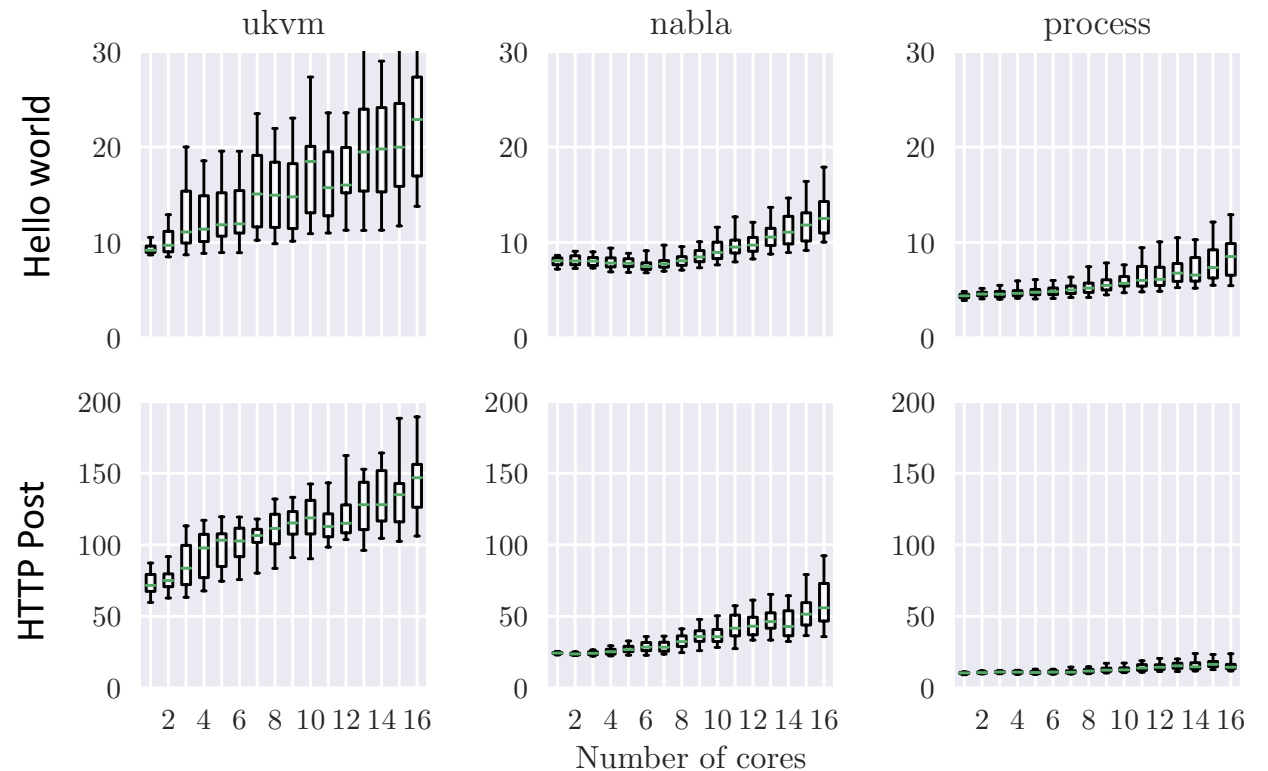 ukvm nabla process
Hello world
30 30 30
20 20 20
10 10 10
0 0 0
HTTP Post
200 200 200
150 150 150
100 100 100
50 50 50
0 0 0
2 4 6 8 10 12 14 16 2 4 6 8 10 12 14 16 2 4 6 8 10 12 14 16
Number of cores